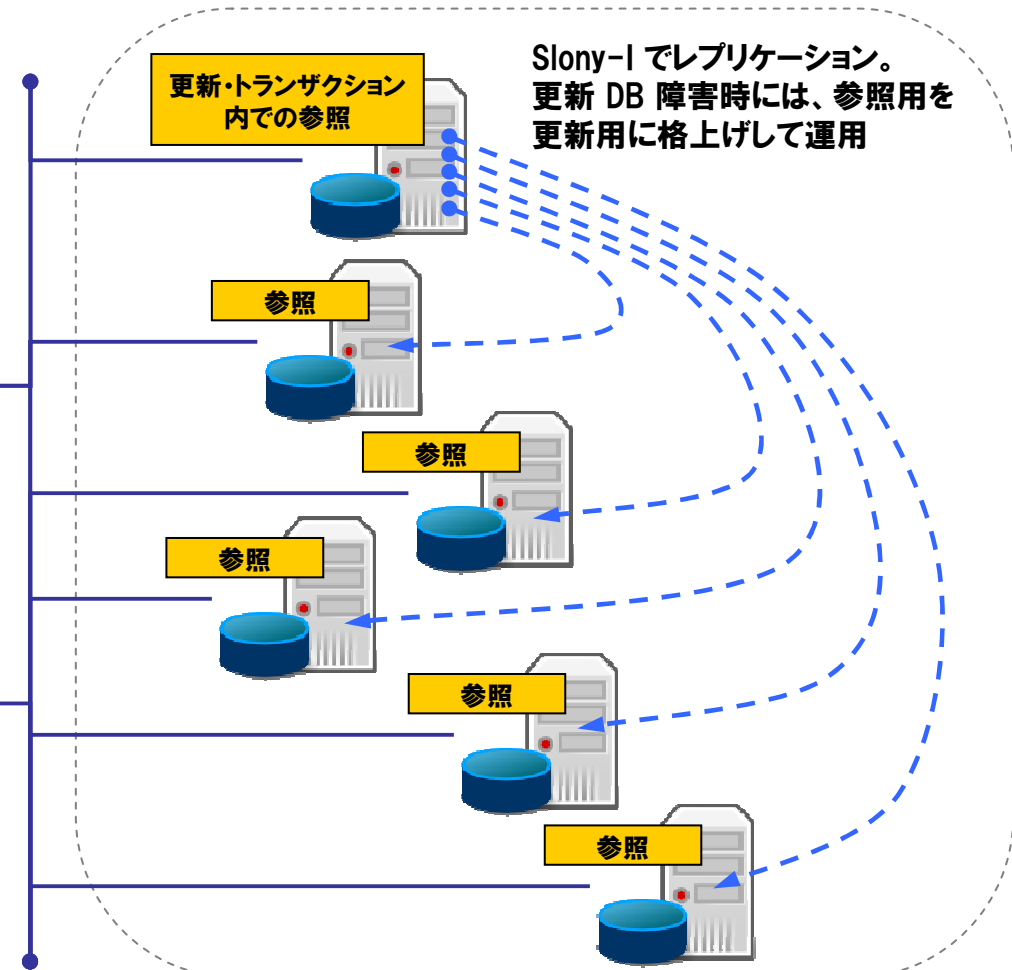 更新・トランザクション
内での参照
Slony-I でレプリケーション。
更新 DB 障害時には、参照用を
更新用に格上げして運用
参照
参照
参照
参照
参照